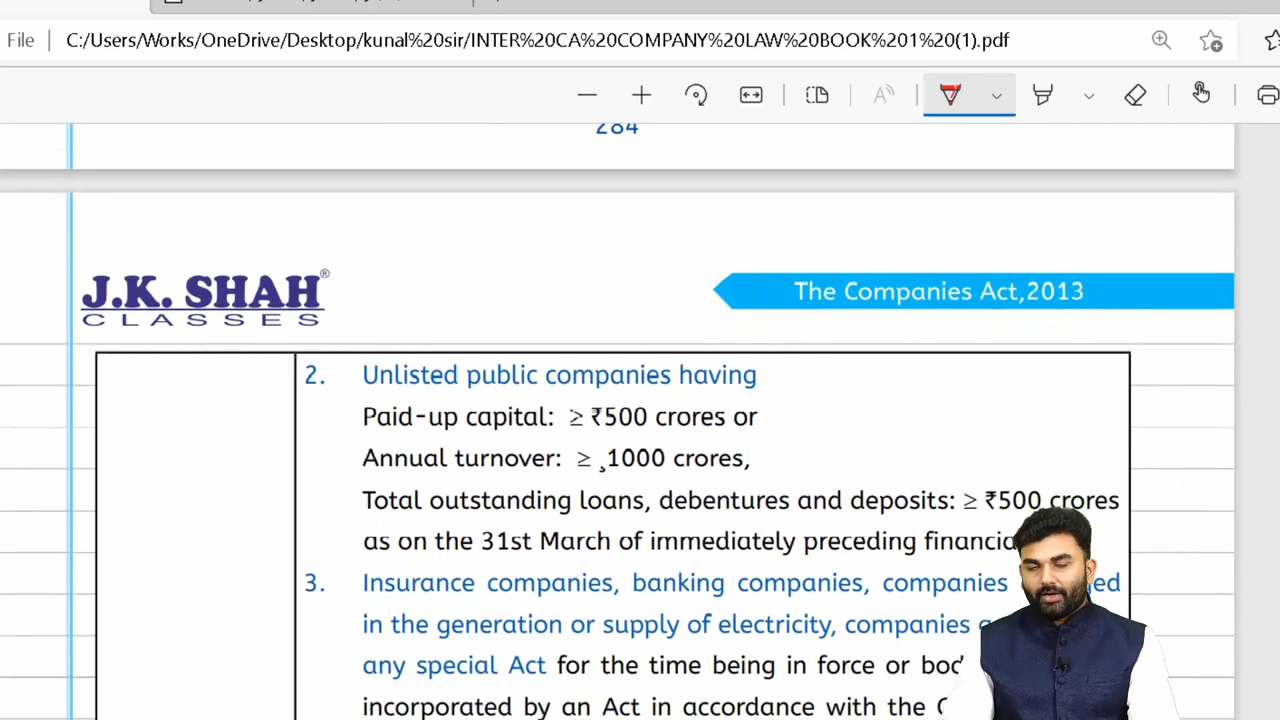 File
C:/Users/Works/OneDrive/Desktop/kunal%20sir/INTER%20CA%20COMPANY%20LAW%20BOOK%201%20(1).pdf
284
J.K. SHAH®
CLASSES
The Companies Act,2013
2. Unlisted public companies having
Paid-up capital: ≥ ₹500 crores or
Annual turnover: ≥ ¸1000 crores,
Total outstanding loans, debentures and deposits: ≥ ₹500 crores
as on the 31st March of immediately preceding
3. Insurance companies, banking companies, companies
in the generation or supply of electricity, companies
any special Act for the time being in force or
incorporated by an Act in accordance with the